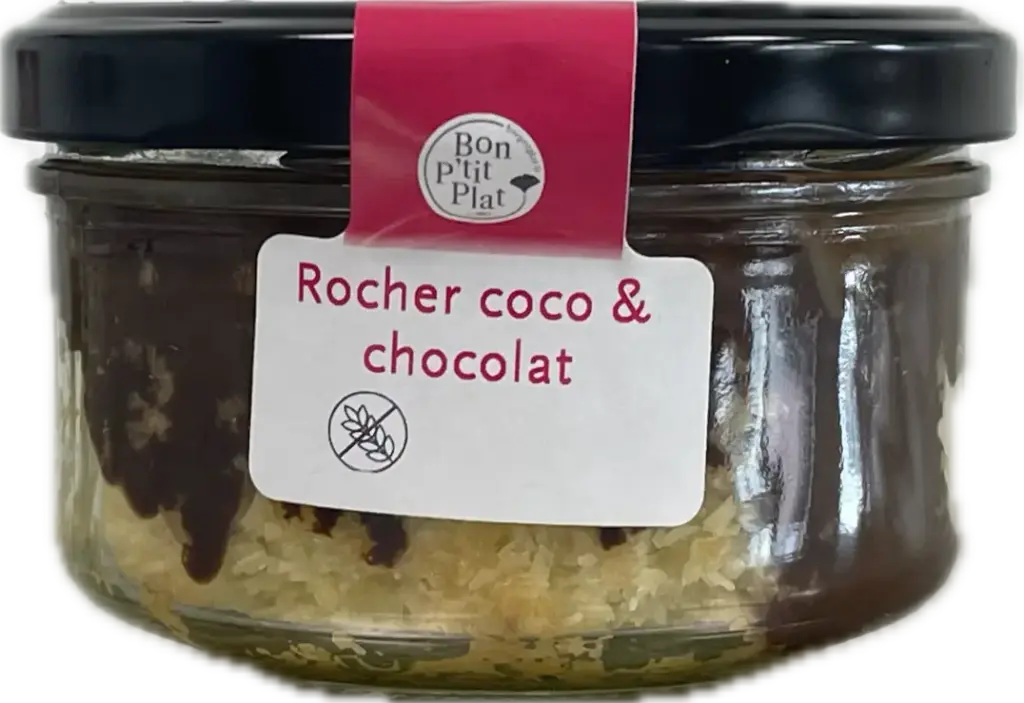 Bon
P'tit
Plat
Rocher coco &
chocolat